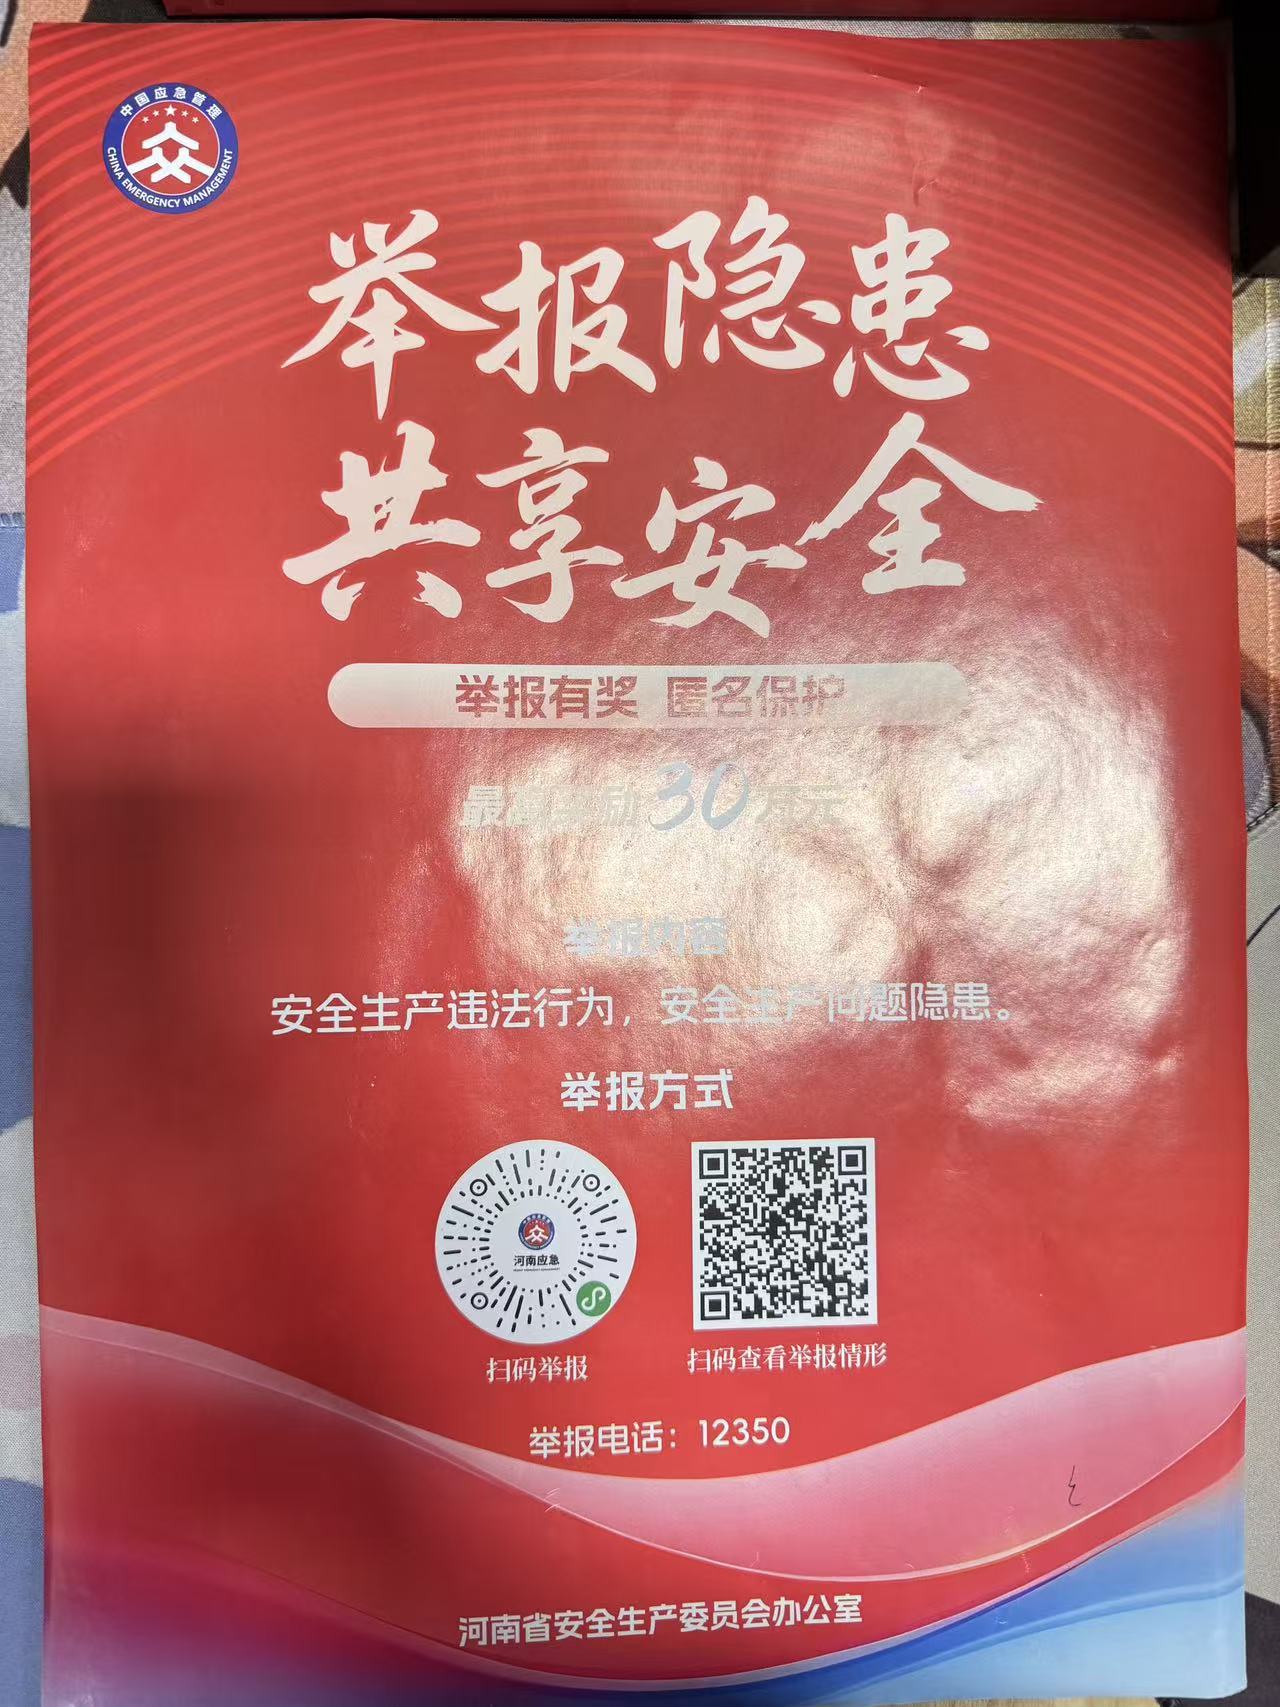 中国应急管理
CHINA EMERGENCY MANAGEMENT
举报隐患
共享安全
举报有奖 匿名保护
最高奖励30万元
举报内容
安全生产违法行为，安全生产问题隐患。
举报方式
河南应急
扫码举报
扫码查看举报情形
举报电话：12350
河南省安全生产委员会办公室